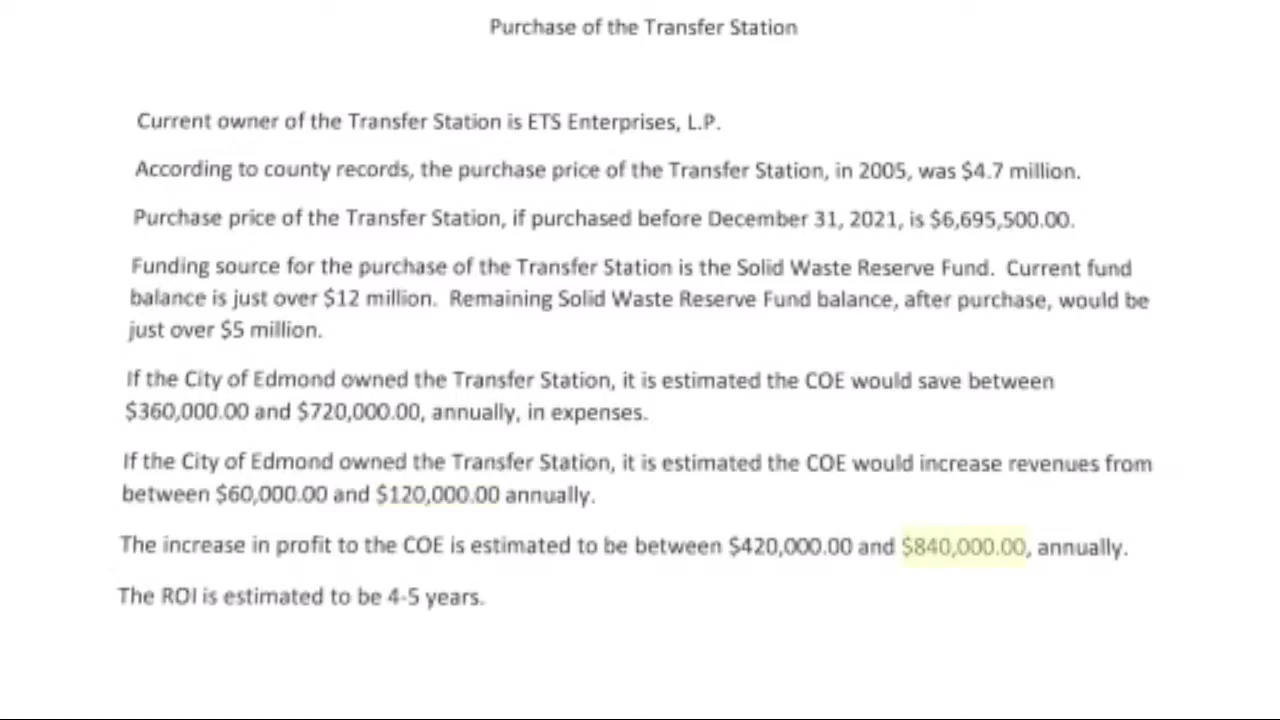 Purchase of the Transfer Station
Current owner of the Transfer Station is ETS Enterprises, L.P.
According to county records, the purchase price of the Transfer Station, in 2005, was $4.7 million.
Purchase price of the Transfer Station, if purchased before December 31, 2021, is $6,695,500.00.
Funding source for the purchase of the Transfer Station is the Solid Waste Reserve Fund.  Current fund
balance is just over $12 million.  Remaining Solid Waste Reserve Fund balance, after purchase, would be
just over $5 million.
If the City of Edmond owned the Transfer Station, it is estimated the COE would save between
$360,000.00 and $720,000.00, annually, in expenses.
If the City of Edmond owned the Transfer Station, it is estimated the COE would increase revenues from
between $60,000.00 and $120,000.00 annually.
The increase in profit to the COE is estimated to be between $420,000.00 and $840,000.00, annually.
The ROI is estimated to be 4-5 years.